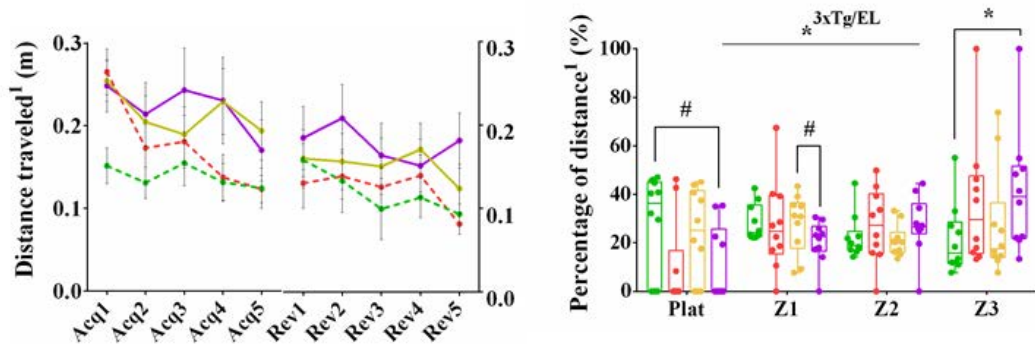 Distance traveled¹ (m)
0.3
0.2
0.1
0.0
Acq1
Acq2
Acq3
Acq4
Acq5
Rev1
Rev2
Rev3
Rev4
Rev5
0.3
0.2
0.1
0.0
Percentage of distance¹ (%)
100
80
60
40
20
0
3xTg/EL
*
*
#
#
Plat
Z1
Z2
Z3